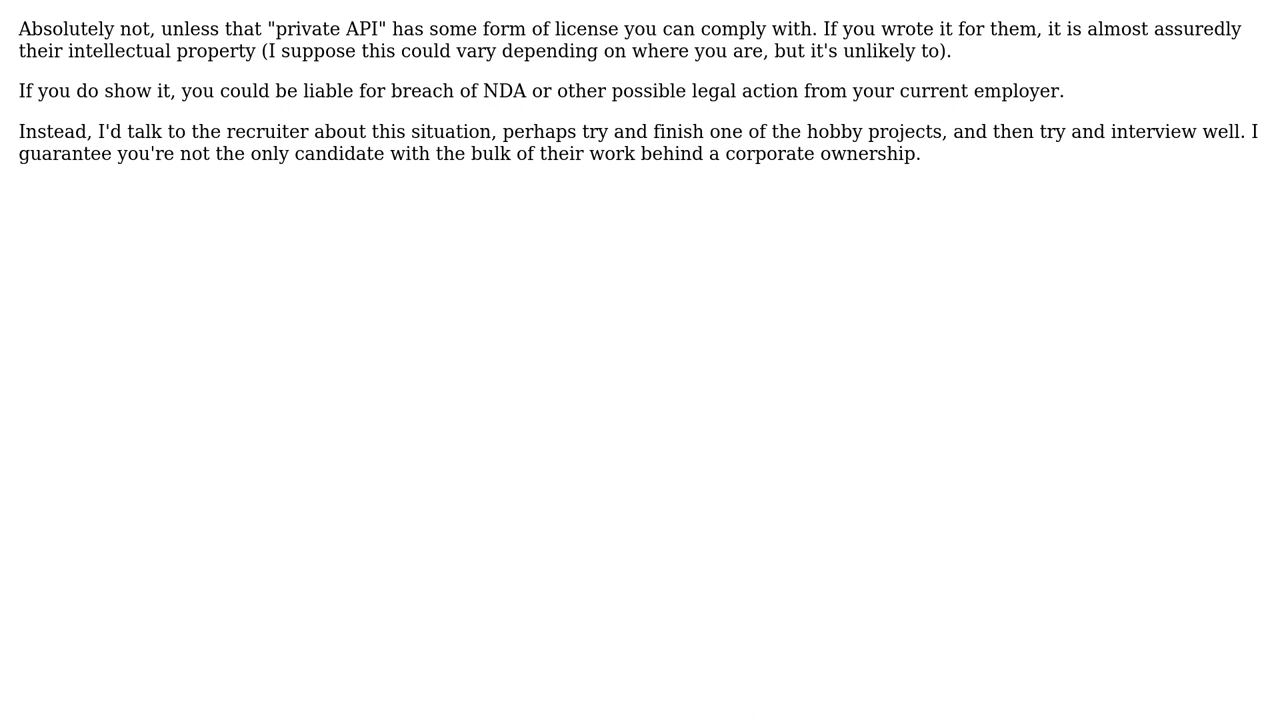 Absolutely not, unless that "private API" has some form of license you can comply with. If you wrote it for them, it is almost assuredly
their intellectual property (I suppose this could vary depending on where you are, but it's unlikely to).
If you do show it, you could be liable for breach of NDA or other possible legal action from your current employer.
Instead, I'd talk to the recruiter about this situation, perhaps try and finish one of the hobby projects, and then try and interview well. I
guarantee you're not the only candidate with the bulk of their work behind a corporate ownership.